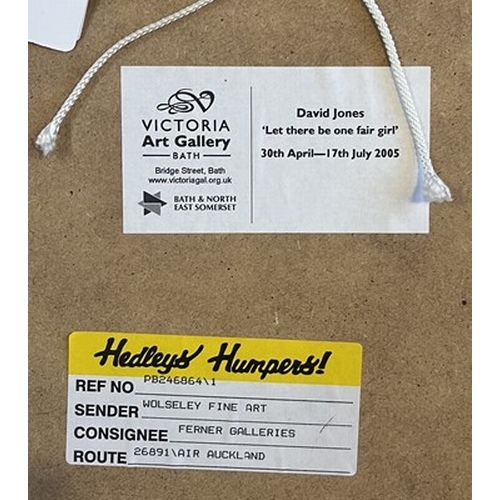 VICTORIA
Art Gallery
BATH
Bridge Street, Bath
www.victoriagal.org.uk
BATH & NORTH
EAST SOMERSET
David Jones
'Let there be one fair girl'
30th April—17th July 2005
Hedleys Humpers!
REF NO PB246864\1
SENDER WOLSELEY FINE ART
CONSIGNEE FERNER GALLERIES
ROUTE 26891\AIR AUCKLAND